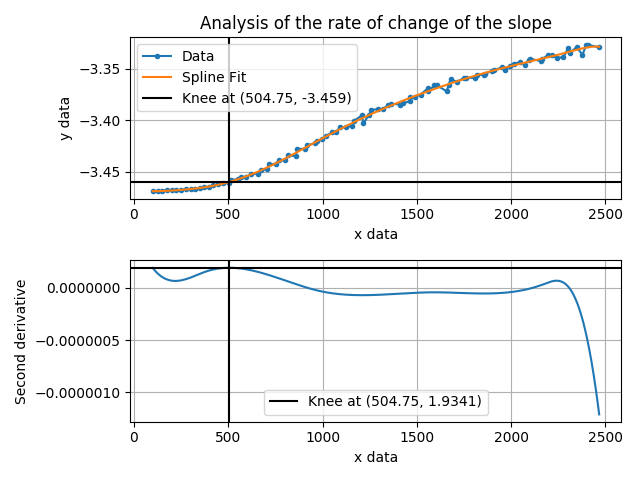 Analysis of the rate of change of the slope
Data
Spline Fit
Knee at (504.75, -3.459)
y data
−3.35
−3.40
−3.45
0 500 1000 1500 2000 2500
x data
Second derivative
0.0000000
−0.0000005
−0.0000010
Knee at (504.75, 1.9341)
0 500 1000 1500 2000 2500
x data